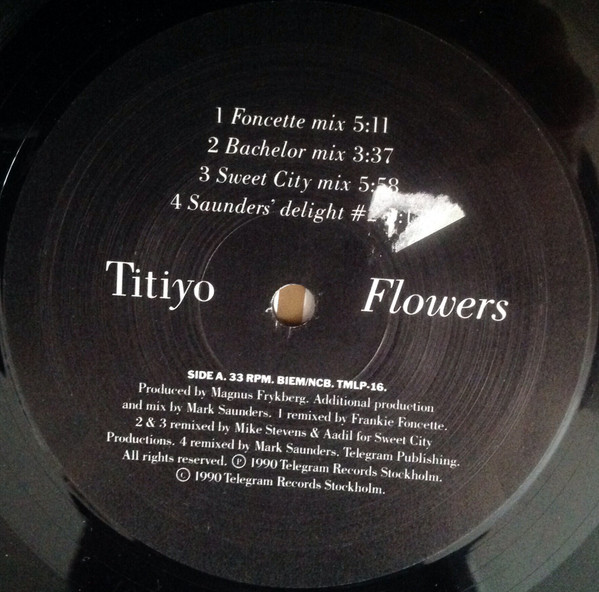 1 Foncette mix 5:11
2 Bachelor mix 3:37
3 Sweet City mix 5:58
4 Saunders' delight #2
Titiyo Flowers
SIDE A. 33 RPM. BIEM/NCB. TMLP-16.
Produced by Magnus Frykberg. Additional production
and mix by Mark Saunders. 1 remixed by Frankie Foncette.
2 & 3 remixed by Mike Stevens & Aadil for Sweet City
Productions. 4 remixed by Mark Saunders. Telegram Publishing.
All rights reserved. Ⓟ 1990 Telegram Records Stockholm.
© 1990 Telegram Records Stockholm.